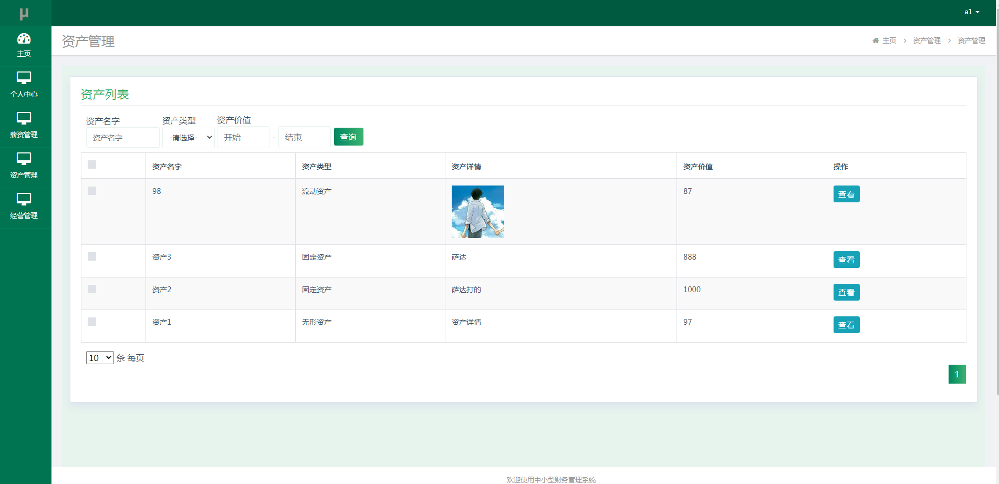 µ
a1
主页
个人中心
薪资管理
资产管理
经营管理
资产管理
主页 > 资产管理 > 资产管理
资产列表
资产名字 资产类型 资产价值
资产名字 -请选择- 开始 - 结束 查询
资产名字 资产类型 资产详情 资产价值 操作
98 流动资产 87 查看
资产3 固定资产 萨达 888 查看
资产2 固定资产 萨达打的 1000 查看
资产1 无形资产 资产详情 97 查看
10 条 每页
1
欢迎使用中小型财务管理系统